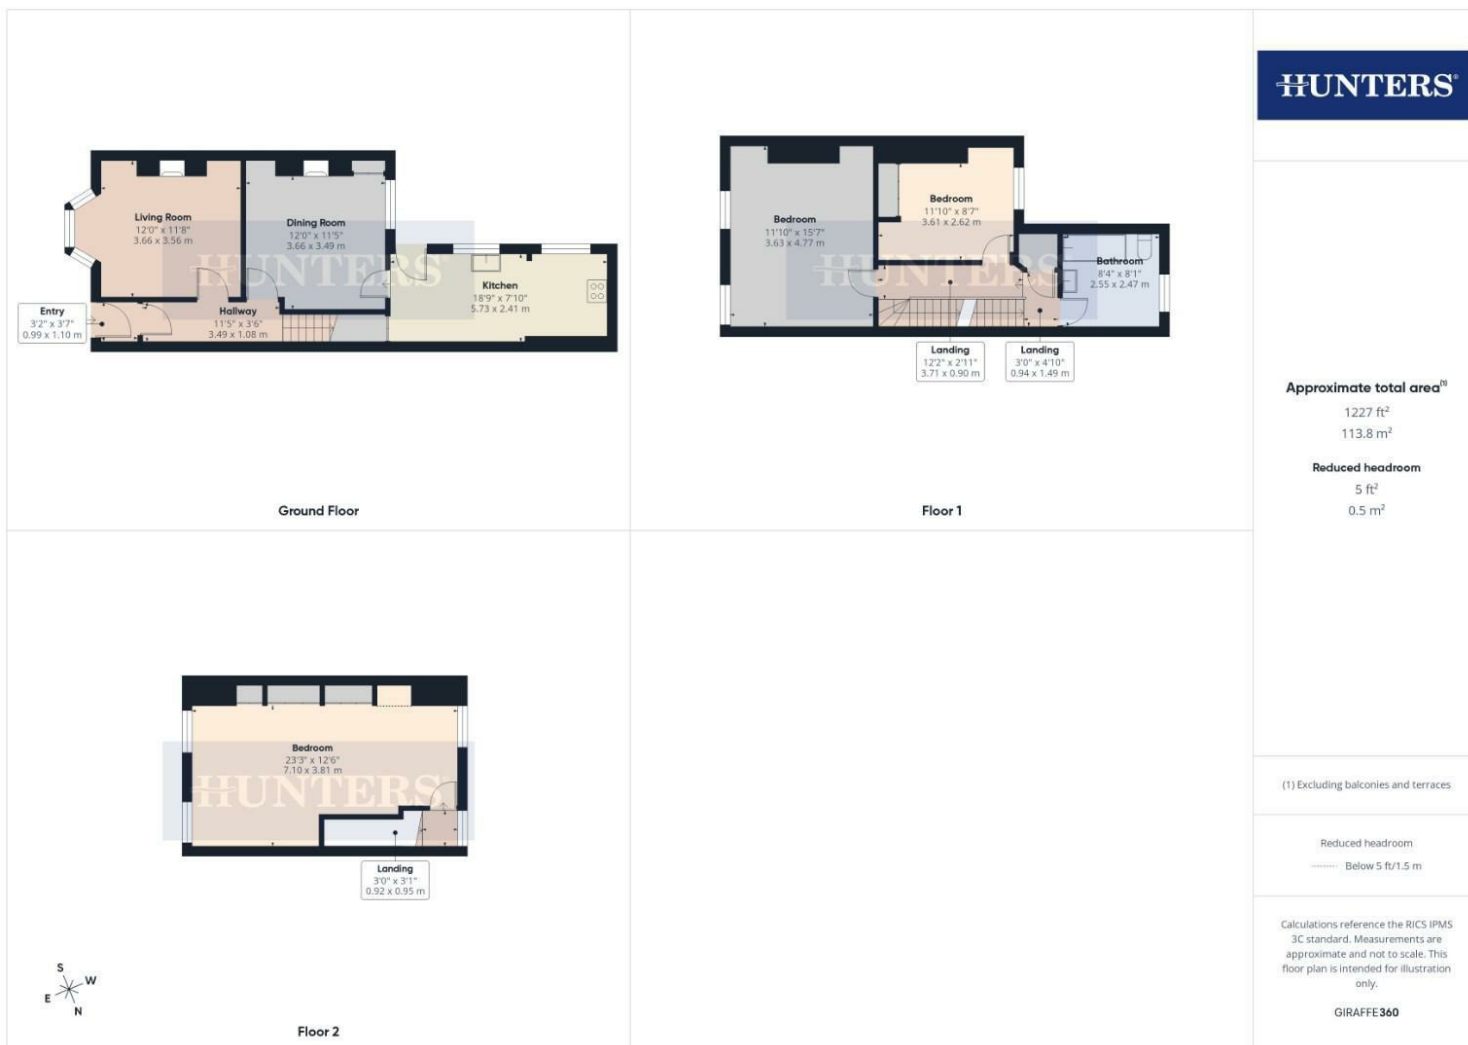 HUNTERS
Living Room
12'0" x 11'8"
3.66 x 3.56 m
Dining Room
12'0" x 11'5"
3.66 x 3.49 m
HUNTERS
Kitchen
18'9" x 7'10"
5.73 x 2.41 m
Entry
3'2" x 3'7"
0.99 x 1.10 m
Hallway
11'5" x 3'6"
3.49 x 1.08 m
Ground Floor
Bedroom
11'10" x 15'7"
3.63 x 4.77 m
Bedroom
11'10" x 8'7"
3.61 x 2.62 m
HUNTERS
Bathroom
8'4" x 8'1"
2.55 x 2.47 m
Landing
12'2" x 2'11"
3.71 x 0.90 m
Landing
3'0" x 4'10"
0.94 x 1.49 m
Floor 1
Bedroom
23'3" x 12'6"
7.10 x 3.81 m
HUNTERS
Landing
3'0" x 3'1"
0.92 x 0.95 m
S
W
E
N
Floor 2
Approximate total area(1)
1227 ft²
113.8 m²
Reduced headroom
5 ft²
0.5 m²
(1) Excluding balconies and terraces
Reduced headroom
Below 5 ft/1.5 m
Calculations reference the RICS IPMS
3C standard. Measurements are
approximate and not to scale. This
floor plan is intended for illustration
only.
GIRAFFE360